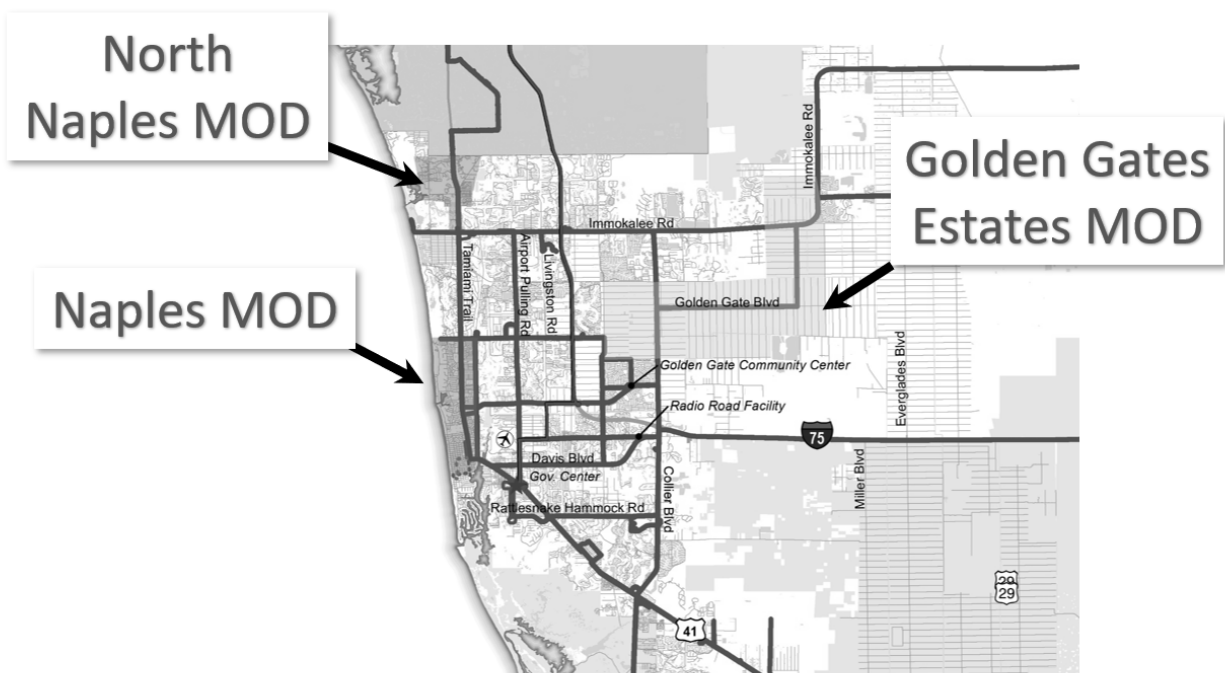 North
Naples MOD
Naples MOD
Golden Gates
Estates MOD
Immokalee Rd
Immokalee Rd
Tamiami Trail
Airport Pulling Rd
Livingston Rd
Golden Gate Blvd
Golden Gate Community Center
Radio Road Facility
Everglades Blvd
75
Davis Blvd
Gov. Center
Collier Blvd
Miller Blvd
Rattlesnake Hammock Rd
29
29
41